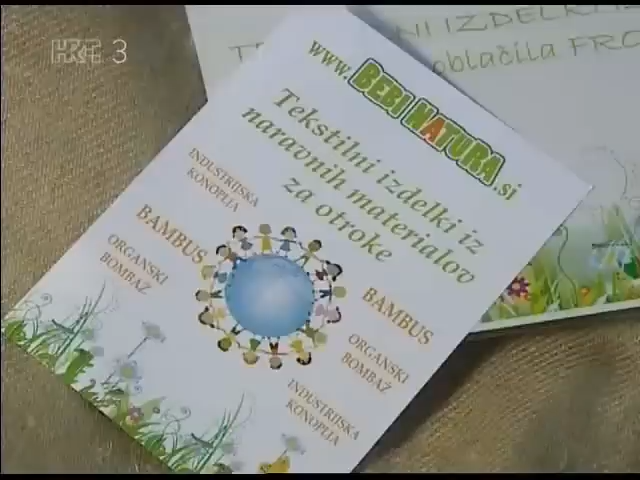 HRT 3
www.BEBI NATURA.si
Tekstilni izdelki iz
naravnih materialov
za otroke
INDUSTRIJSKA
KONOPLJA
BAMBUS
ORGANSKI
BOMBAŽ
BAMBUS
ORGANSKI
BOMBAŽ
INDUSTRIJSKA
KONOPLJA
IZDELKI
oblačila